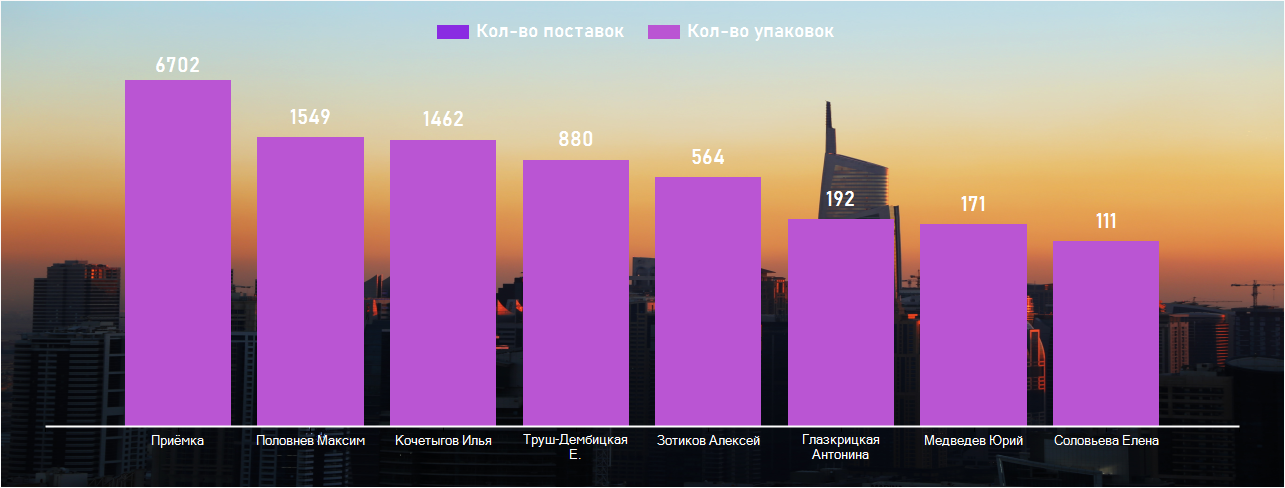 Кол-во поставок Кол-во упаковок
6702
1549
1462
880
564
192
171
111
Приёмка
Половнев Максим
Кочетыгов Илья
Труш-Дембицкая
Е.
Зотиков Алексей
Глазкрицкая
Антонина
Медведев Юрий
Соловьева Елена